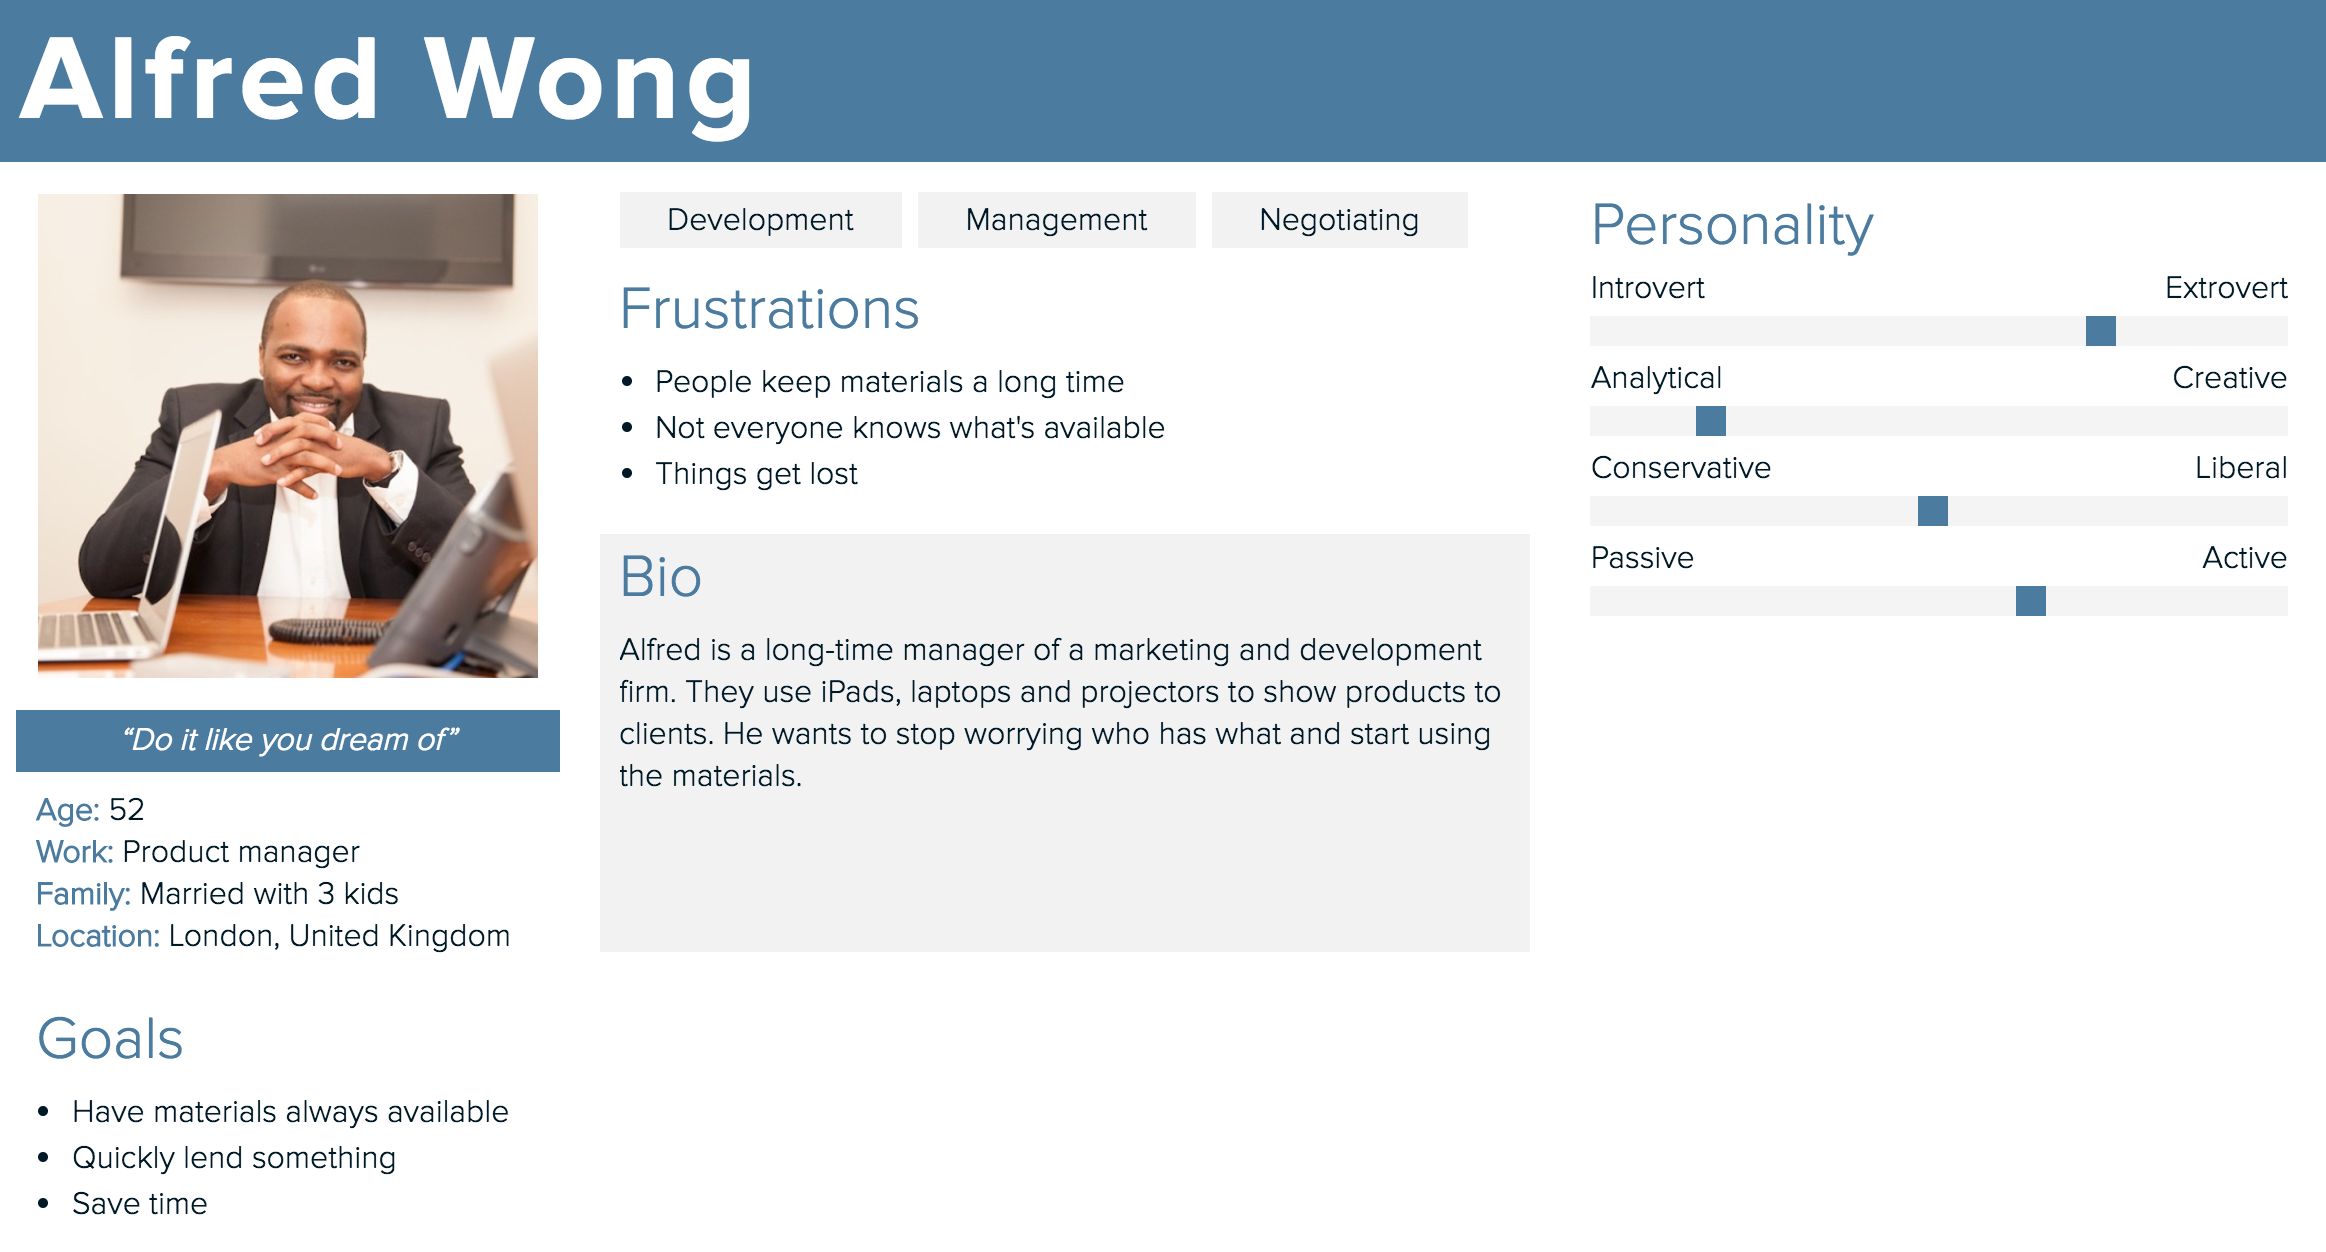 Alfred Wong
“Do it like you dream of”
Age: 52
Work: Product manager
Family: Married with 3 kids
Location: London, United Kingdom
Goals
• Have materials always available
• Quickly lend something
• Save time
Development
Management
Negotiating
Frustrations
• People keep materials a long time
• Not everyone knows what's available
• Things get lost
Bio
Alfred is a long-time manager of a marketing and development
firm. They use iPads, laptops and projectors to show products to
clients. He wants to stop worrying who has what and start using
the materials.
Personality
Introvert Extrovert
Analytical Creative
Conservative Liberal
Passive Active